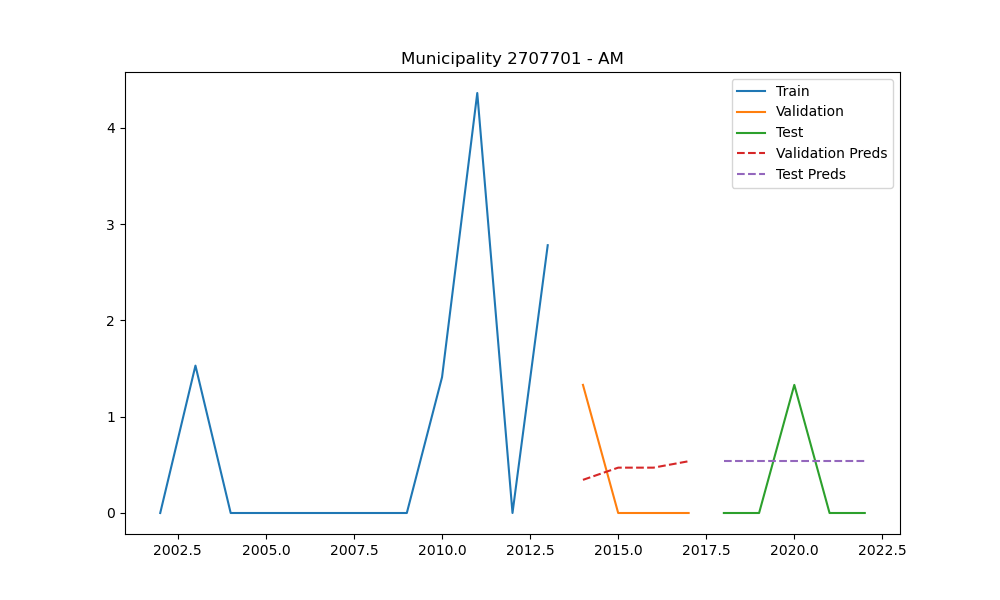 Municipality 2707701 - AM
Train
Validation
Test
Validation Preds
Test Preds
4
3
2
1
0
2002.5 2005.0 2007.5 2010.0 2012.5 2015.0 2017.5 2020.0 2022.5